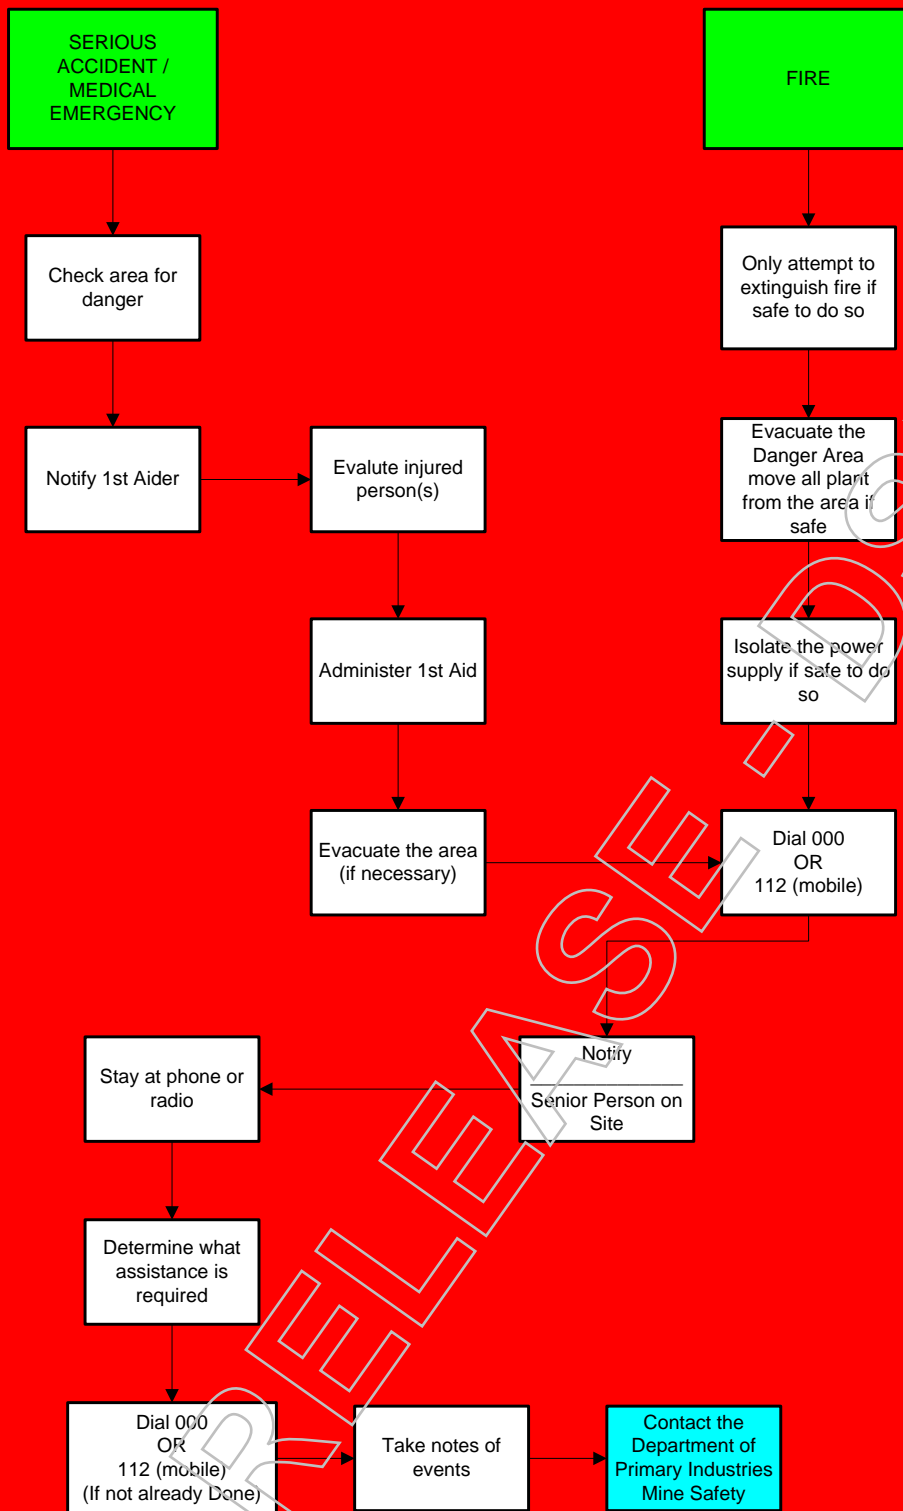 SERIOUS
ACCIDENT /
MEDICAL
EMERGENCY
FIRE
Check area for
danger
Only attempt to
extinguish fire if
safe to do so
Notify 1st Aider
Evalute injured
person(s)
Evacuate the
Danger Area
move all plant
from the area if
safe
Administer 1st Aid
Isolate the power
supply if safe to do
so
Evacuate the area
(if necessary)
Dial 000
OR
112 (mobile)
Notify
Senior Person on
Site
Stay at phone or
radio
Determine what
assistance is
required
Dial 000
OR
112 (mobile)
(If not already Done)
Take notes of
events
Contact the
Department of
Primary Industries
Mine Safety
RELEASE -